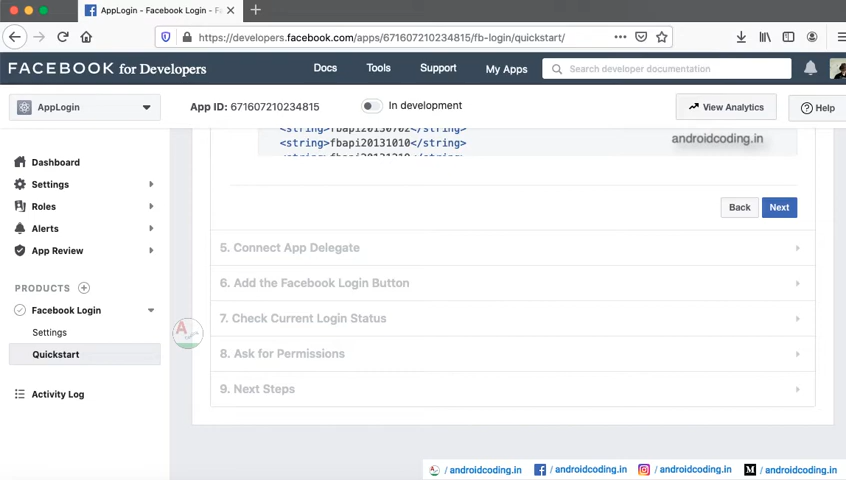 AppLogin - Facebook Login - F
https://developers.facebook.com/apps/671607210234815/fb-login/quickstart/
FACEBOOK for Developers
Docs
Tools
Support
My Apps
Search developer documentation
AppLogin
App ID: 671607210234815
In development
View Analytics
Help
<string>fbapi20130702</string>
<string>fbapi20131010</string>
androidcoding.in
Dashboard
Settings
Roles
Alerts
App Review
PRODUCTS
Facebook Login
Settings
Quickstart
Activity Log
Back
Next
5. Connect App Delegate
6. Add the Facebook Login Button
7. Check Current Login Status
8. Ask for Permissions
9. Next Steps
/ androidcoding.in
/ androidcoding.in
/ androidcoding.in
/ androidcoding.in